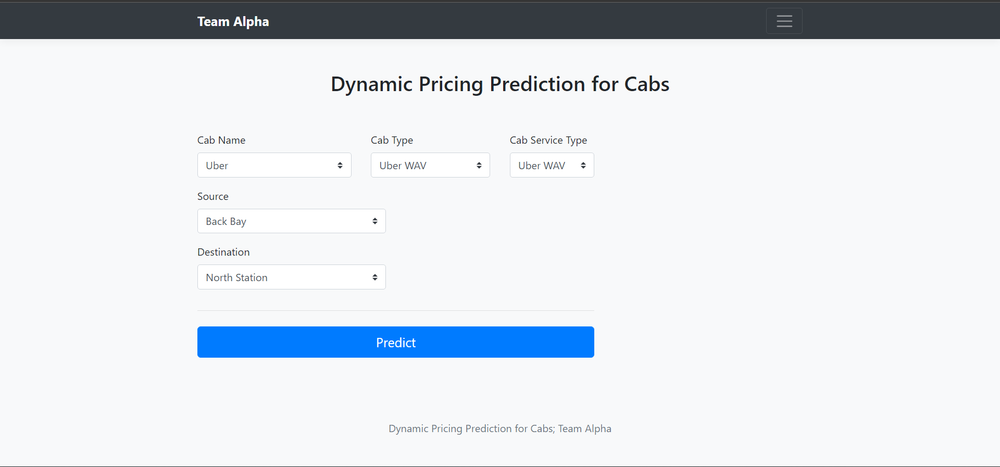 Team Alpha
Dynamic Pricing Prediction for Cabs
Cab Name
Cab Type
Cab Service Type
Uber
Uber WAV
Uber WAV
Source
Back Bay
Destination
North Station
Predict
Dynamic Pricing Prediction for Cabs; Team Alpha